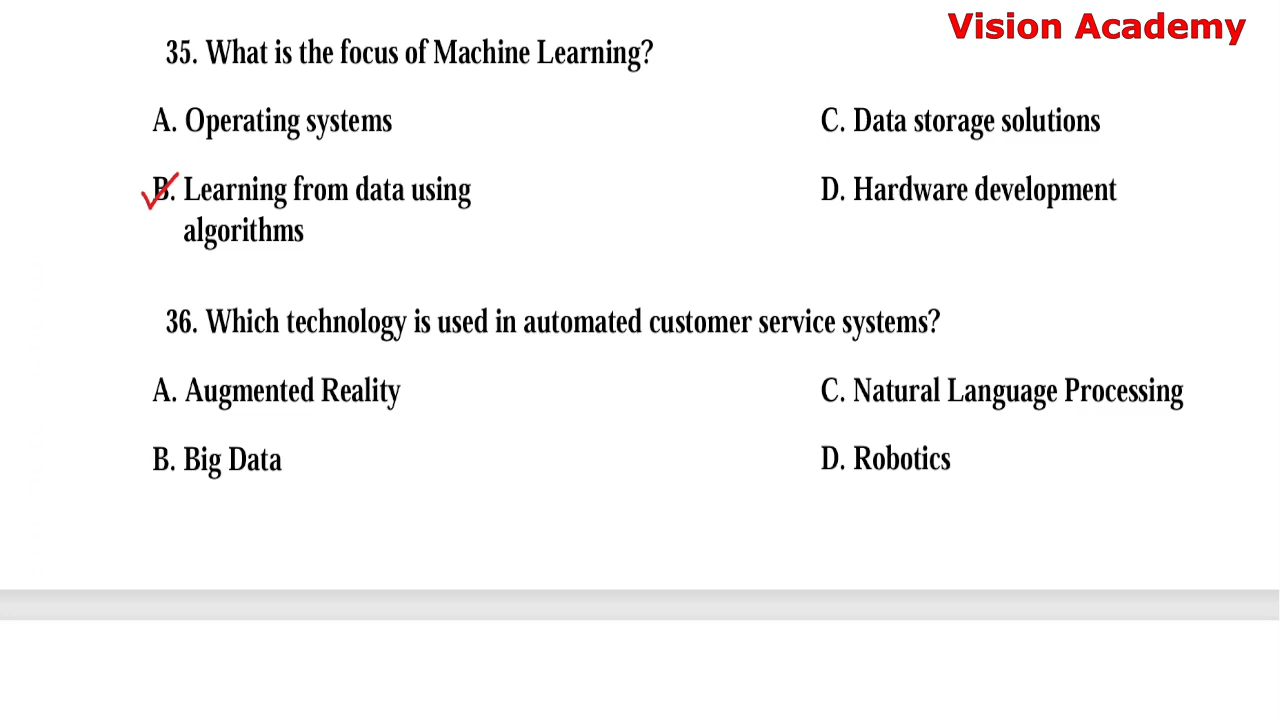 Vision Academy
35. What is the focus of Machine Learning?
A. Operating systems
C. Data storage solutions
B. Learning from data using
algorithms
D. Hardware development
36. Which technology is used in automated customer service systems?
A. Augmented Reality
C. Natural Language Processing
B. Big Data
D. Robotics